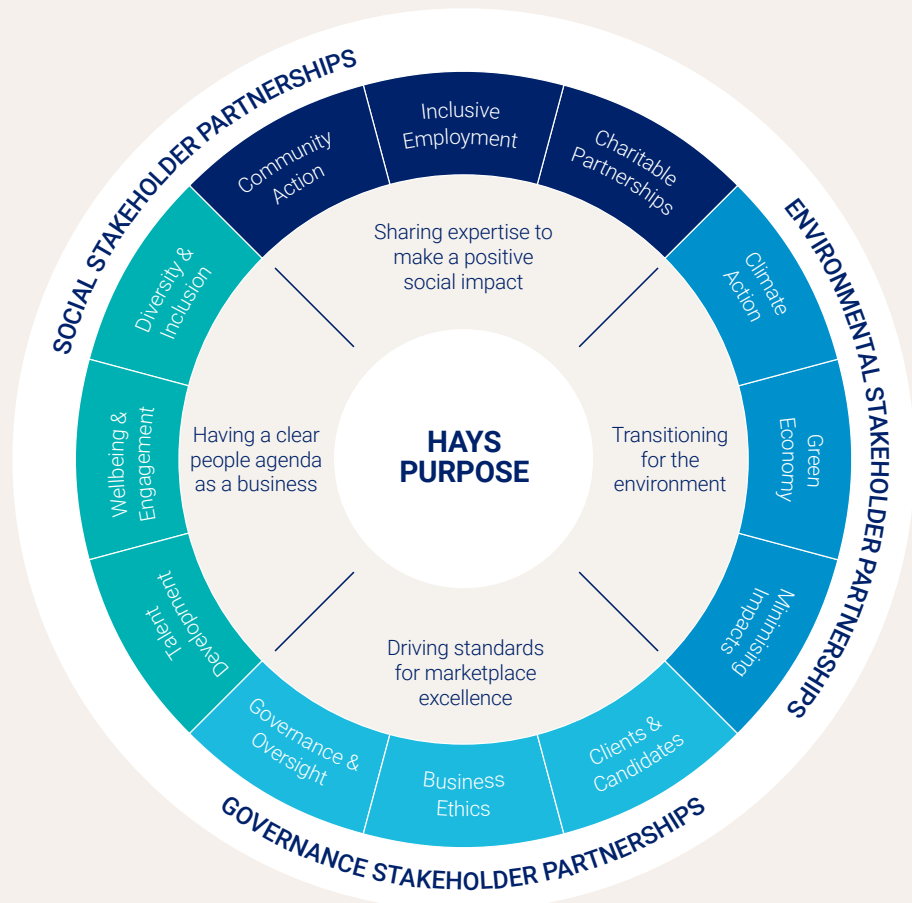 SOCIAL STAKEHOLDER PARTNERSHIPS
ENVIRONMENTAL STAKEHOLDER PARTNERSHIPS
GOVERNANCE STAKEHOLDER PARTNERSHIPS
Community
Action
Inclusive
Employment
Charitable
Partnerships
Climate
Action
Green
Economy
Minimising
Impacts
Clients &
Candidates
Business
Ethics
Governance &
Oversight
Talent
Development
Wellbeing &
Engagement
Diversity &
Inclusion
Sharing expertise to
make a positive
social impact
Transitioning
for the
environment
Driving standards
for marketplace
excellence
Having a clear
people agenda
as a business
HAYS
PURPOSE